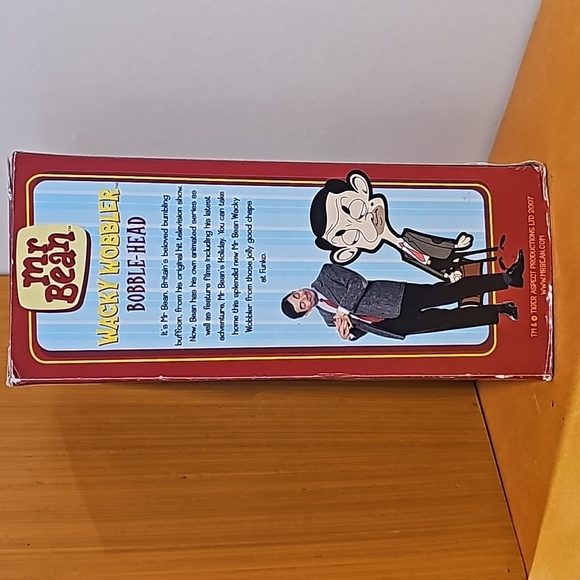 mr
Bean™
WACKY WOBBLER™
BOBBLE-HEAD
It's Mr Bean, Britain's beloved bumbling
buffoon, from his original hit television show.
Now, Bean has his own animated series as
well as feature films including his latest
adventure, Mr Bean's Holiday. You can take
home this splendid new Mr Bean Wacky
Wobbler from those jolly good chaps
at Funko.
TM & © TIGER ASPECT PRODUCTIONS LTD 2007
WWW.MRBEAN.COM